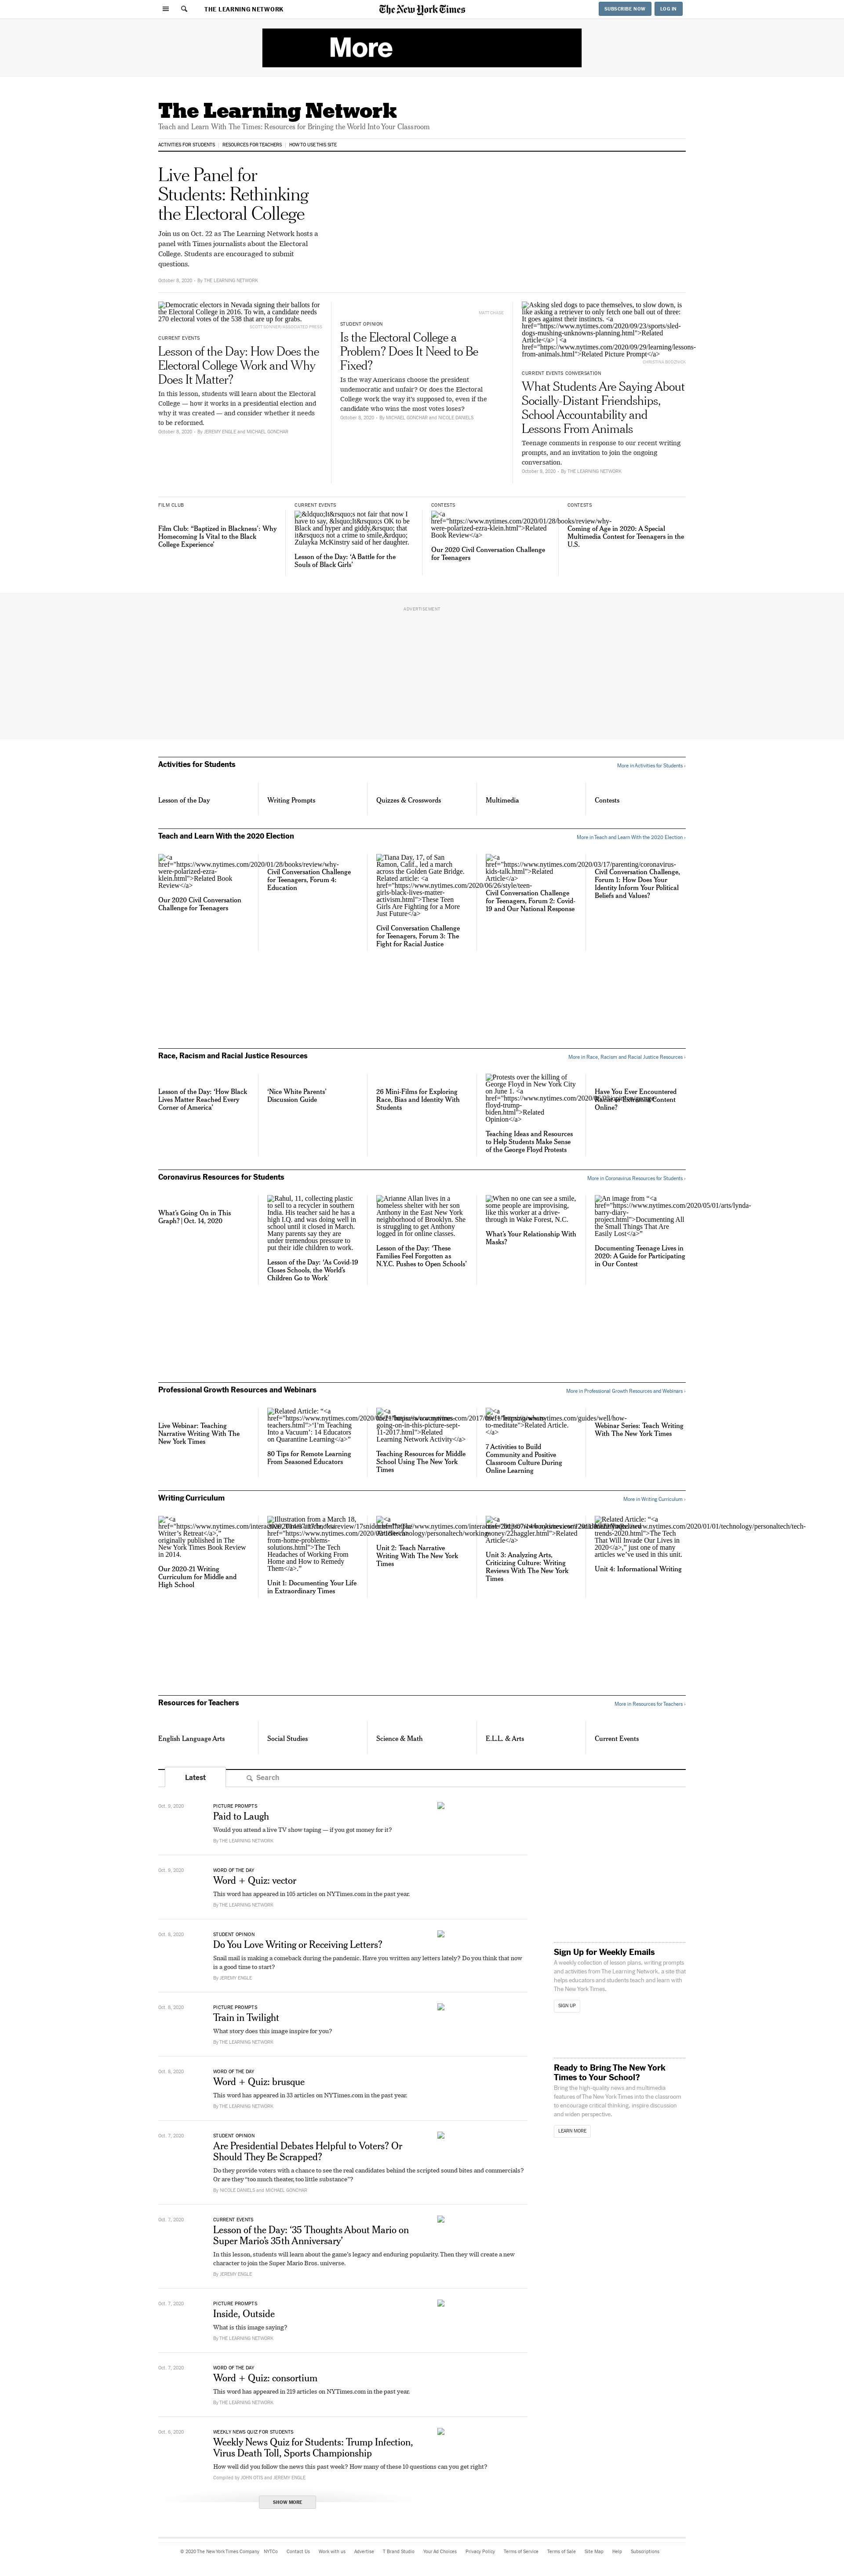 THE LEARNING NETWORK
The New York Times
SUBSCRIBE NOW
LOG IN
More
The Learning Network
Teach and Learn With The Times: Resources for Bringing the World Into Your Classroom
ACTIVITIES FOR STUDENTS
RESOURCES FOR TEACHERS
HOW TO USE THIS SITE
Live Panel for
Students: Rethinking
the Electoral College
Join us on Oct. 22 as The Learning Network hosts a
panel with Times journalists about the Electoral
College. Students are encouraged to submit
questions.
By THE LEARNING NETWORK
Democratic electors in Nevada signed their ballots for
the Electoral College in 2016. To win, a candidate needs
270 electoral votes of the 538 that are up for grabs.
CURRENT EVENTS
Lesson of the Day: How Does the
Electoral College Work and Why
Does It Matter?
In this lesson, students will learn about the Electoral
College — how it works in a presidential election and
why it was created — and consider whether it needs
to be reformed.
October 8, 2020 - By JEREMY ENGLE and MICHAEL GONCHAR
MATT CHASE
STUDENT OPINION
Is the Electoral College a
Problem? Does It Need to Be
Fixed?
Is the way Americans choose the president
undemocratic and unfair? Or does the Electoral
College work the way it's supposed to, even if the
candidate who wins the most votes loses?
October 8, 2020 - By MICHAEL GONCHAR and NICOLE DANIELS
Asking sled dogs to pace themselves, to slow down, is
like asking a retriever to only fetch one ball out of three:
It goes against their instincts. <a
href="https://www.nytimes.com/2020/09/23/sports/sled-
dogs-mushing-unknowns-planning.html">Related
Article</a> | <a
href="https://www.nytimes.com/2020/09/29/learning/lessons-
from-animals.html">Related Picture Prompt</a>
CURRENT EVENTS CONVERSATION
What Students Are Saying About
Socially-Distant Friendships,
School Accountability and
Lessons From Animals
Teenage comments in response to our recent writing
prompts, and an invitation to join the ongoing
conversation.
October 8, 2020 - By THE LEARNING NETWORK
FILM CLUB
Film Club: "Baptized in Blackness': Why
Homecoming Is Vital to the Black
College Experience'
CURRENT EVENTS
&ldquo;It&rsquo;s not fair that now I
have to say, &lsquo;It&rsquo;s OK to be
Black and hyper and giddy,&rsquo; that
it&rsquo;s not a crime to smile,&rdquo;
Zulayka McKinstry said of her daughter.
Lesson of the Day: 'A Battle for the
Souls of Black Girls'
CONTESTS
<a
href="https://www.nytimes.com/2020/01/28/books/review/why-
were-polarized-ezra-klein.html">Related
Book Review</a>
Our 2020 Civil Conversation Challenge
for Teenagers
CONTESTS
Coming of Age in 2020: A Special
Multimedia Contest for Teenagers in the
U.S.
ADVERTISEMENT
Activities for Students
More in Activities for Students ›
Lesson of the Day
Writing Prompts
Quizzes & Crosswords
Multimedia
Contests
Teach and Learn With the 2020 Election
More in Teach and Learn With the 2020 Election ›
<a
href="https://www.nytimes.com/2020/01/28/books/review/why-
were-polarized-ezra-
klein.html">Related Book
Review</a>
Our 2020 Civil Conversation
Challenge for Teenagers
Civil Conversation Challenge
for Teenagers, Forum 4:
Education
Tiana Day, 17, of San
Ramon, Calif., led a march
across the Golden Gate Bridge.
Related article: <a
href="https://www.nytimes.com/2020/06/26/style/teen-
girls-black-lives-matter-
activism.html">These Teen
Girls Are Fighting for a More
Just Future</a>
Civil Conversation Challenge
for Teenagers, Forum 3: The
Fight for Racial Justice
<a
href="https://www.nytimes.com/2020/03/17/parenting/coronavirus-
kids-talk.html">Related
Article</a>
Civil Conversation Challenge
for Teenagers, Forum 2: Covid-
19 and Our National Response
Civil Conversation Challenge,
Forum 1: How Does Your
Identity Inform Your Political
Beliefs and Values?
Race, Racism and Racial Justice Resources
More in Race, Racism and Racial Justice Resources ›
Lesson of the Day: 'How Black
Lives Matter Reached Every
Corner of America'
'Nice White Parents'
Discussion Guide
26 Mini-Films for Exploring
Race, Bias and Identity With
Students
Protests over the killing of
George Floyd in New York City
on June 1. <a
floyd-trump-
biden.html">Related
Opinion</a>
Teaching Ideas and Resources
to Help Students Make Sense
of the George Floyd Protests
Have You Ever Encountered
Online?
Coronavirus Resources for Students
More in Coronavirus Resources for Students ›
What's Going On in This
Graph? | Oct. 14, 2020
Rahul, 11, collecting plastic
to sell to a recycler in southern
India. His teacher said he has a
high I.Q. and was doing well in
school until it closed in March.
Many parents say they are
under tremendous pressure to
put their idle children to work.
Lesson of the Day: 'As Covid-19
Closes Schools, the World's
Children Go to Work'
Arianne Allan lives in a
homeless shelter with her son
Anthony in the East New York
neighborhood of Brooklyn. She
is struggling to get Anthony
logged in for online classes.
Lesson of the Day: 'These
Families Feel Forgotten as
N.Y.C. Pushes to Open Schools'
When no one can see a smile,
some people are improvising,
like this worker at a drive-
through in Wake Forest, N.C.
What's Your Relationship With
Masks?
An image from "<a
href="https://www.nytimes.com/2020/05/01/arts/lynda-
barry-diary-
project.html">Documenting All
the Small Things That Are
Easily Lost</a>"
Documenting Teenage Lives in
2020: A Guide for Participating
in Our Contest
Professional Growth Resources and Webinars
More in Professional Growth Resources and Webinars ›
Live Webinar: Teaching
Narrative Writing With The
New York Times
Related Article: "<a
teachers.html">'I'm Teaching
Into a Vacuum': 14 Educators
on Quarantine Learning</a>"
80 Tips for Remote Learning
From Seasoned Educators
going-on-in-this-picture-sept-
11-2017.html">Related
Learning Network Activity</a>
Teaching Resources for Middle
School Using The New York
Times
to-meditate">Related Article.
</a>
7 Activities to Build
Community and Positive
Classroom Culture During
Online Learning
Webinar Series: Teach Writing
With The New York Times
Writing Curriculum
More in Writing Curriculum ›
Writer's Retreat</a>,"
originally published in The
New York Times Book Review
in 2014.
Our 2020-21 Writing
Curriculum for Middle and
High School
Illustration from a March 18,
from-home-problems-
solutions.html">The Tech
Headaches of Working From
Home and How to Remedy
Them</a>."
Unit 1: Documenting Your Life
in Extraordinary Times
Unit 2: Teach Narrative
Writing With The New York
Times
Article</a>
Unit 3: Analyzing Arts,
Criticizing Culture: Writing
Reviews With The New York
Times
Related Article: "<a
trends-2020.html">The Tech
That Will Invade Our Lives in
2020</a>," just one of many
articles we've used in this unit.
Unit 4: Informational Writing
Resources for Teachers
More in Resources for Teachers ›
English Language Arts
Social Studies
Science & Math
E.L.L. & Arts
Current Events
Latest
Search
Oct. 9, 2020
PICTURE PROMPTS
Paid to Laugh
Would you attend a live TV show taping — if you got money for it?
By THE LEARNING NETWORK
Oct. 9, 2020
WORD OF THE DAY
Word + Quiz: vector
This word has appeared in 105 articles on NYTimes.com in the past year.
By THE LEARNING NETWORK
Oct. 8, 2020
STUDENT OPINION
Do You Love Writing or Receiving Letters?
Snail mail is making a comeback during the pandemic. Have you written any letters lately? Do you think that now
is a good time to start?
By JEREMY ENGLE
Oct. 8, 2020
PICTURE PROMPTS
Train in Twilight
What story does this image inspire for you?
By THE LEARNING NETWORK
Oct. 8, 2020
WORD OF THE DAY
Word + Quiz: brusque
This word has appeared in 33 articles on NYTimes.com in the past year.
By THE LEARNING NETWORK
Oct. 7, 2020
STUDENT OPINION
Are Presidential Debates Helpful to Voters? Or
Should They Be Scrapped?
Do they provide voters with a chance to see the real candidates behind the scripted sound bites and commercials?
Or are they "too much theater, too little substance"?
By NICOLE DANIELS and MICHAEL GONCHAR
Oct. 7, 2020
CURRENT EVENTS
Lesson of the Day: '35 Thoughts About Mario on
Super Mario's 35th Anniversary'
In this lesson, students will learn about the game's legacy and enduring popularity. Then they will create a new
character to join the Super Mario Bros. universe.
By JEREMY ENGLE
Oct. 7, 2020
PICTURE PROMPTS
Inside, Outside
What is this image saying?
By THE LEARNING NETWORK
Oct. 7, 2020
WORD OF THE DAY
Word + Quiz: consortium
This word has appeared in 219 articles on NYTimes.com in the past year.
By THE LEARNING NETWORK
Oct. 6, 2020
WEEKLY NEWS QUIZ FOR STUDENTS
Weekly News Quiz for Students: Trump Infection,
Virus Death Toll, Sports Championship
How well did you follow the news this past week? How many of these 10 questions can you get right?
Compiled by JOHN OTIS and JEREMY ENGLE
SHOW MORE
Sign Up for Weekly Emails
A weekly collection of lesson plans, writing prompts
and activities from The Learning Network, a site that
helps educators and students teach and learn with
The New York Times.
SIGN UP
Ready to Bring The New York
Times to Your School?
Bring the high-quality news and multimedia
features of The New York Times into the classroom
to encourage critical thinking, inspire discussion
and widen perspective.
LEARN MORE
© 2020 The New York Times Company
NYTCo
Contact Us
Work with us
Advertise
T Brand Studio
Your Ad Choices
Privacy Policy
Terms of Service
Terms of Sale
Site Map
Help
Subscriptions